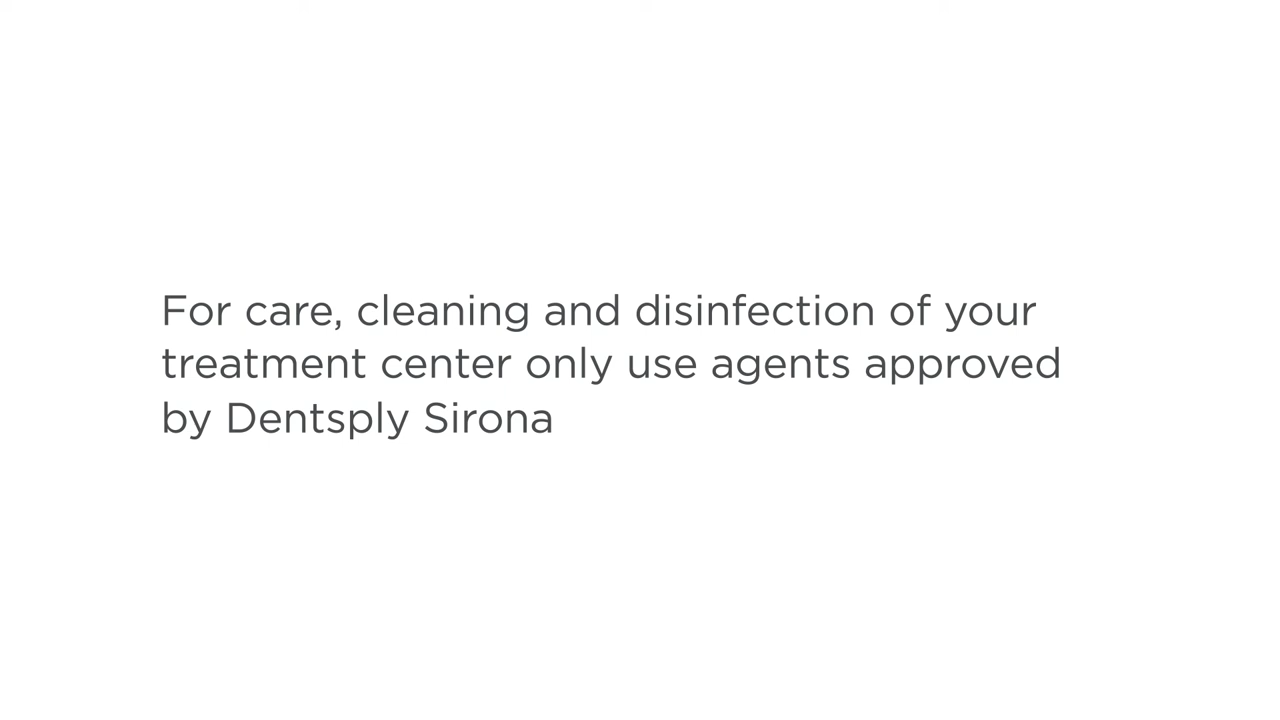 For care, cleaning and disinfection of your
treatment center only use agents approved
by Dentsply Sirona